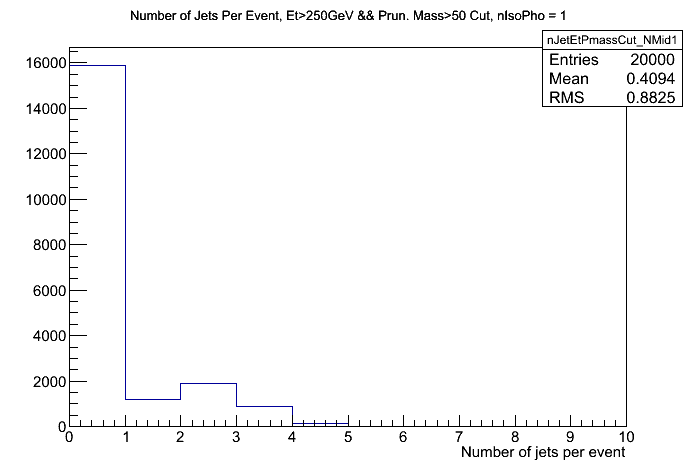 Number of Jets Per Event, Et>250GeV && Prun. Mass>50 Cut, nIsoPho = 1
nJetEtPmassCut_NMid1
Entries 20000
Mean 0.4094
RMS 0.8825
16000
14000
12000
10000
8000
6000
4000
2000
0
0 1 2 3 4 5 6 7 8 9 10
Number of jets per event